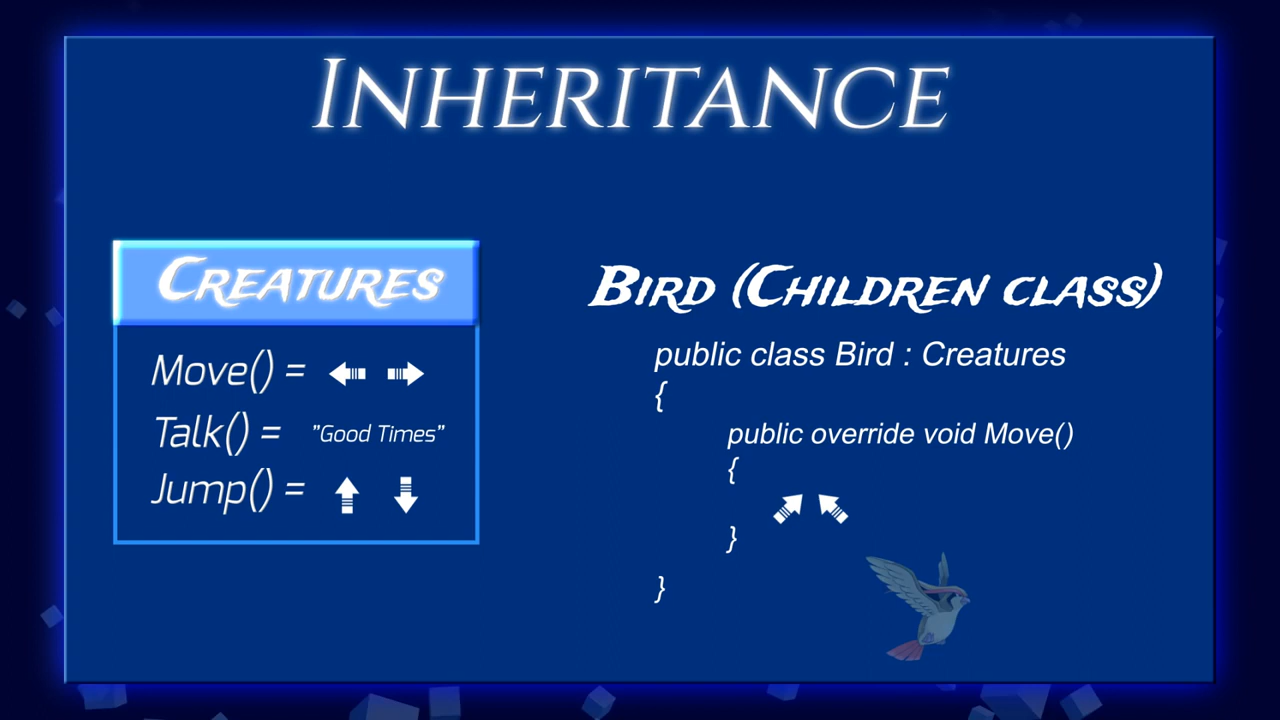 INHERITANCE
CREATURES
Move() =
Talk() = "Good Times"
Jump() =
BIRD (CHILDREN CLASS)
public class Bird : Creatures
{
public override void Move()
{
}
}